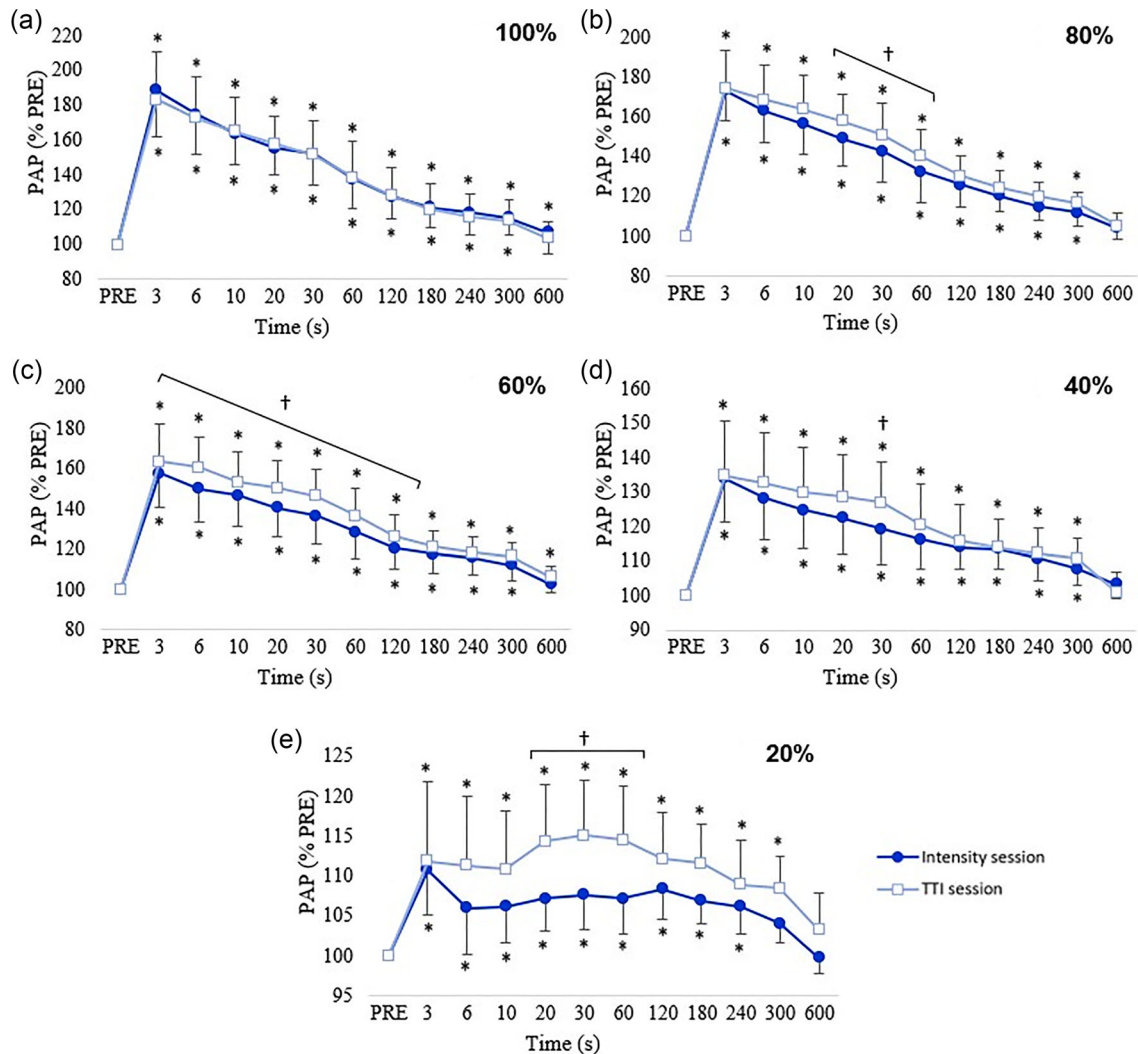 (a)
100%
PAP (% PRE)
220
200
180
160
140
120
100
80
* * * * * * * * * * *
* * * * * * * * * *
PRE 3 6 10 20 30 60 120 180 240 300 600
Time (s)
(b)
80%
PAP (% PRE)
200
180
160
140
120
100
80
†
* * * * * * * * * *
* * * * * * * * * *
PRE 3 6 10 20 30 60 120 180 240 300 600
Time (s)
(c)
60%
PAP (% PRE)
200
180
160
140
120
100
80
†
* * * * * * * * * * *
* * * * * * * * * *
PRE 3 6 10 20 30 60 120 180 240 300 600
Time (s)
(d)
40%
PAP (% PRE)
160
150
140
130
120
110
100
90
†
* * * * * * * * * *
* * * * * * * * * *
PRE 3 6 10 20 30 60 120 180 240 300 600
Time (s)
(e)
20%
PAP (% PRE)
125
120
115
110
105
100
95
†
* * * * * * * * * *
* * * * * * * * *
PRE 3 6 10 20 30 60 120 180 240 300 600
Time (s)
Intensity session
TTI session